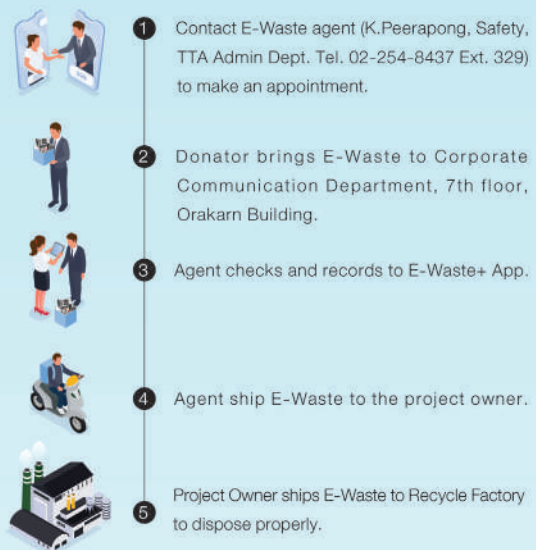 1 Contact E-Waste agent (K.Peerapong, Safety,
TTA Admin Dept. Tel. 02-254-8437 Ext. 329)
to make an appointment.
2 Donator brings E-Waste to Corporate
Communication Department, 7th floor,
Orakarn Building.
3 Agent checks and records to E-Waste+ App.
4 Agent ship E-Waste to the project owner.
5 Project Owner ships E-Waste to Recycle Factory
to dispose properly.